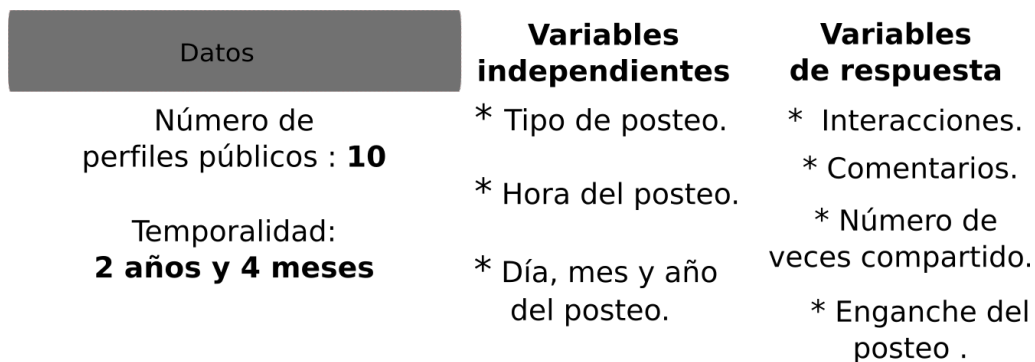 Datos
Número de
perfiles públicos : 10
Temporalidad:
2 años y 4 meses
Variables
independientes
* Tipo de posteo.
* Hora del posteo.
* Día, mes y año
del posteo.
Variables
de respuesta
* Interacciones.
* Comentarios.
* Número de
veces compartido.
* Enganche del
posteo .